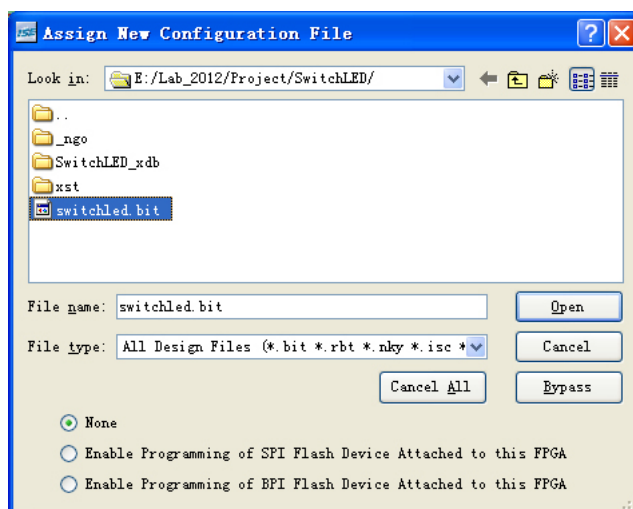 ISE Assign New Configuration File
Look in: E:/Lab_2012/Project/SwitchLED/
..
_ngo
SwitchLED_xdb
xst
switchled.bit
File name: switchled.bit Open
File type: All Design Files (*.bit *.rbt *.nky *.isc * Cancel
Cancel All Bypass
None
Enable Programming of SPI Flash Device Attached to this FPGA
Enable Programming of BPI Flash Device Attached to this FPGA